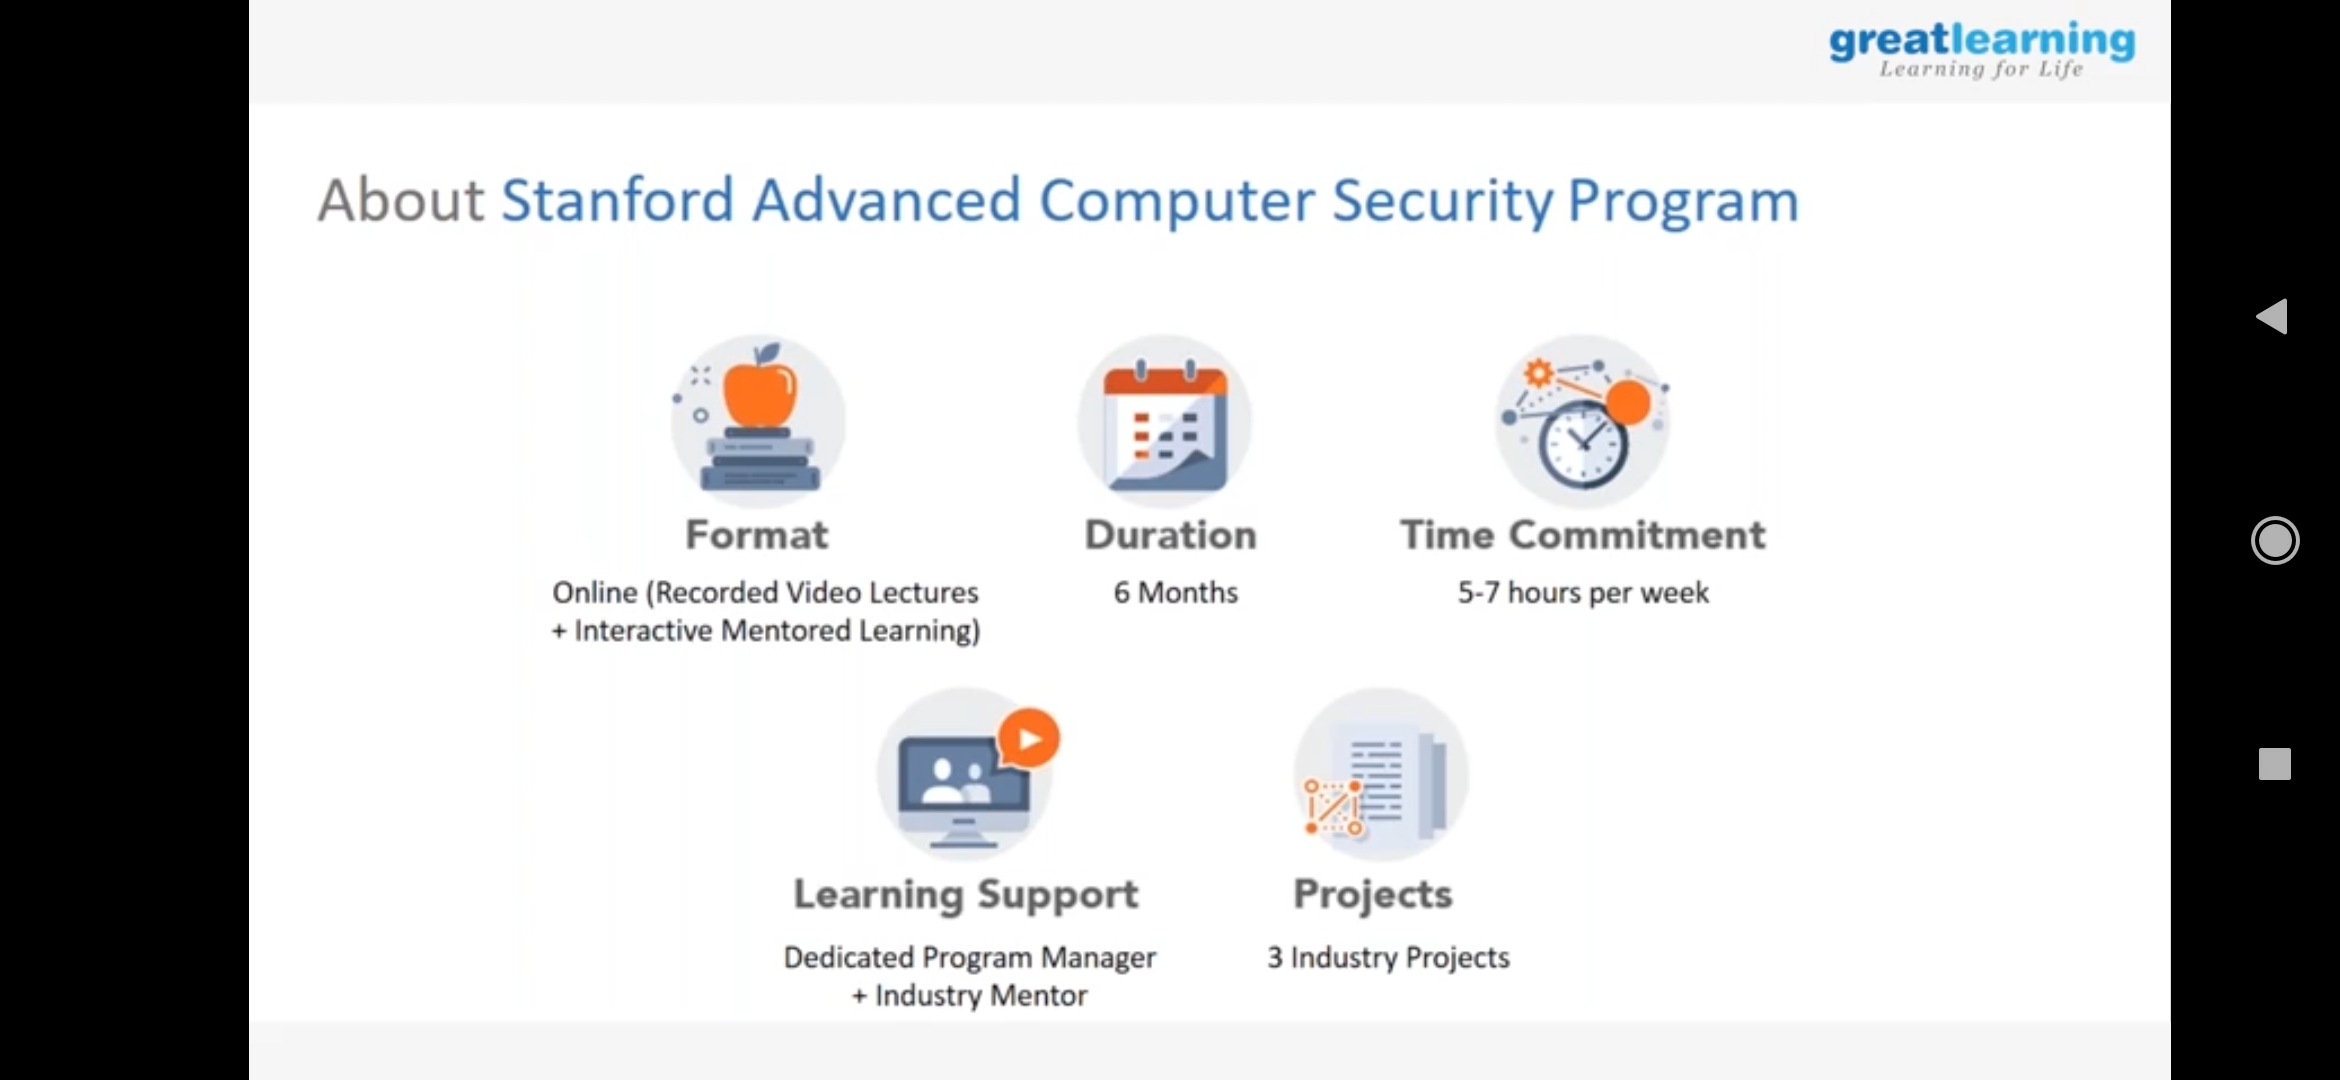 greatlearning
Learning for Life
About Stanford Advanced Computer Security Program
Format
Online (Recorded Video Lectures
+ Interactive Mentored Learning)
Duration
6 Months
Time Commitment
5-7 hours per week
Learning Support
Dedicated Program Manager
+ Industry Mentor
Projects
3 Industry Projects